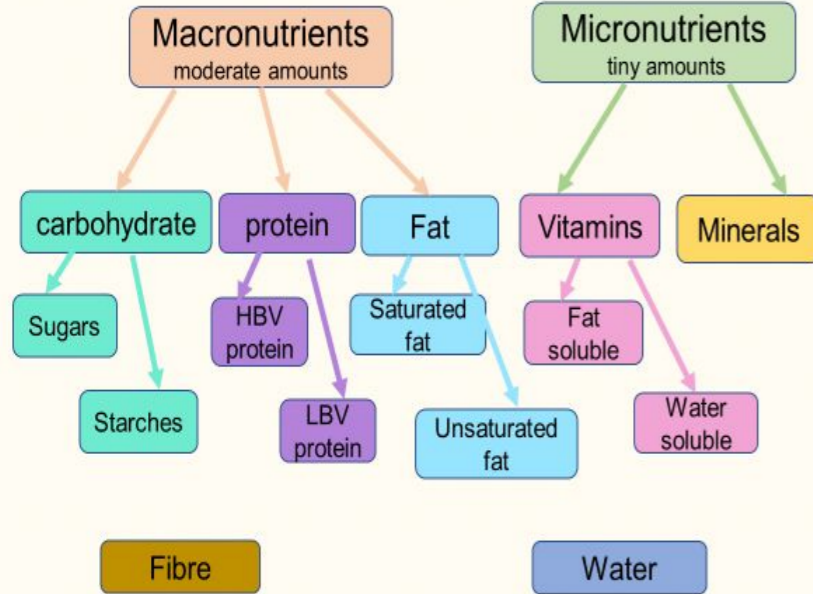 Macronutrients
moderate amounts
Micronutrients
tiny amounts
carbohydrate
protein
Fat
Vitamins
Minerals
Sugars
Starches
HBV
protein
LBV
protein
Saturated
fat
Unsaturated
fat
Fat
soluble
Water
soluble
Fibre
Water